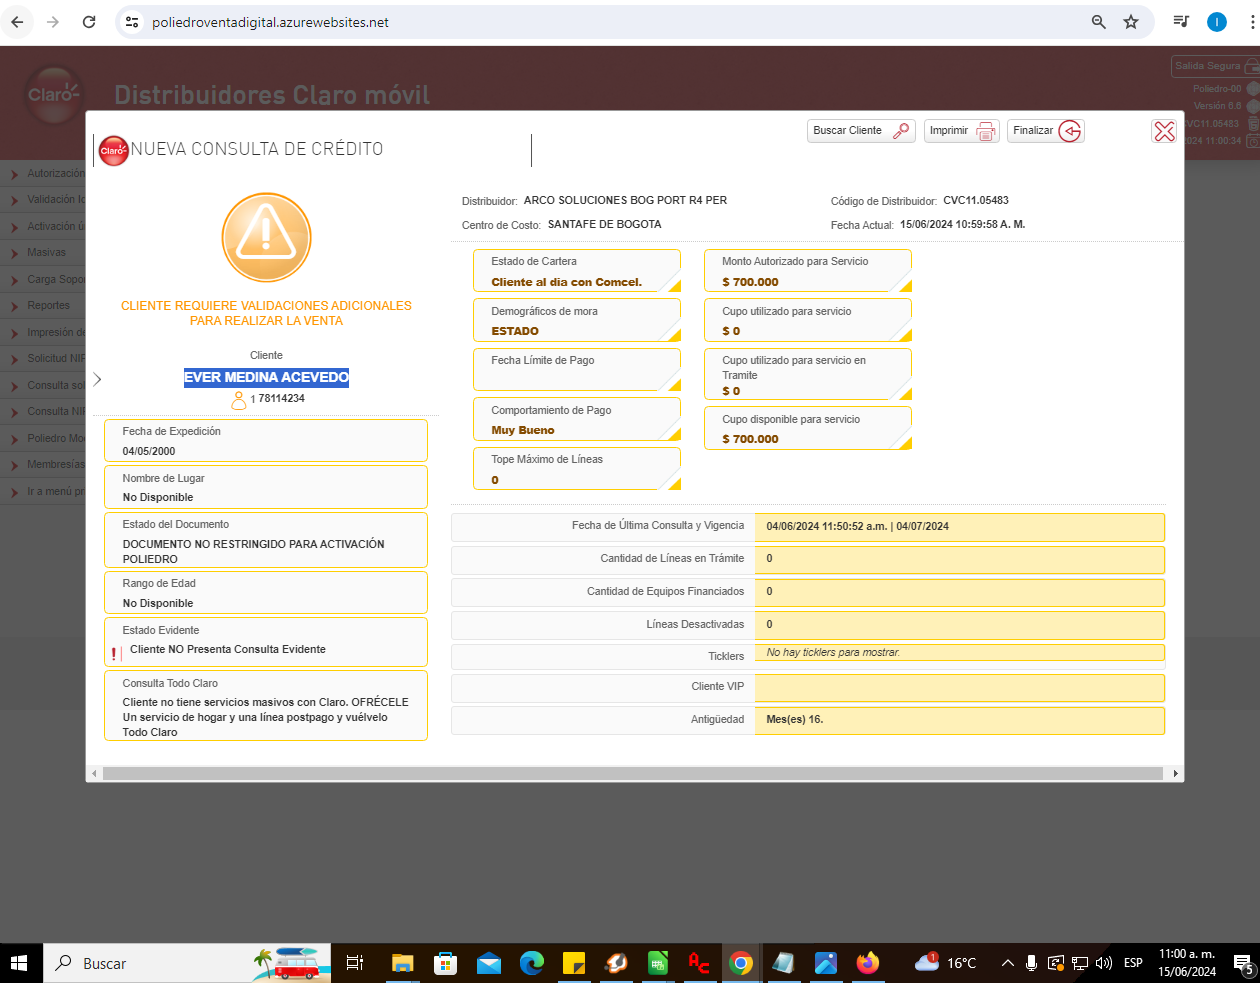 poliedroventadigital.azurewebsites.net
I
Claro
Distribuidores Claro móvil
Salida Segura
Poliedro-00
Versión 6.6
CVC11.05483
2024 11:00:34
Autorización
Validación Id
Activación ú
Masivas
Carga Sopor
Reportes
Impresión de
Solicitud NIP
Consulta sol
Consulta NIP
Poliedro Mo
Membresías
Ir a menú pr
Buscar Cliente
Imprimir
Finalizar
Claro
NUEVA CONSULTA DE CRÉDITO
CLIENTE REQUIERE VALIDACIONES ADICIONALES
PARA REALIZAR LA VENTA
Cliente
EVER MEDINA ACEVEDO
1 78114234
Fecha de Expedición
04/05/2000
Nombre de Lugar
No Disponible
Estado del Documento
DOCUMENTO NO RESTRINGIDO PARA ACTIVACIÓN
POLIEDRO
Rango de Edad
No Disponible
Estado Evidente
Cliente NO Presenta Consulta Evidente
Consulta Todo Claro
Cliente no tiene servicios masivos con Claro. OFRÉCELE
Un servicio de hogar y una línea postpago y vuélvelo
Todo Claro
Distribuidor: ARCO SOLUCIONES BOG PORT R4 PER
Código de Distribuidor: CVC11.05483
Centro de Costo: SANTAFE DE BOGOTA
Fecha Actual: 15/06/2024 10:59:58 A. M.
Estado de Cartera
Cliente al dia con Comcel.
Demográficos de mora
ESTADO
Fecha Límite de Pago
Comportamiento de Pago
Muy Bueno
Tope Máximo de Líneas
0
Monto Autorizado para Servicio
$ 700.000
Cupo utilizado para servicio
$ 0
Cupo utilizado para servicio en
Tramite
$ 0
Cupo disponible para servicio
$ 700.000
Fecha de Última Consulta y Vigencia 04/06/2024 11:50:52 a.m. | 04/07/2024
Cantidad de Líneas en Trámite 0
Cantidad de Equipos Financiados 0
Líneas Desactivadas 0
Ticklers No hay ticklers para mostrar.
Cliente VIP
Antigüedad Mes(es) 16.
Buscar
1
16°C
ESP
11:00 a. m.
15/06/2024
5